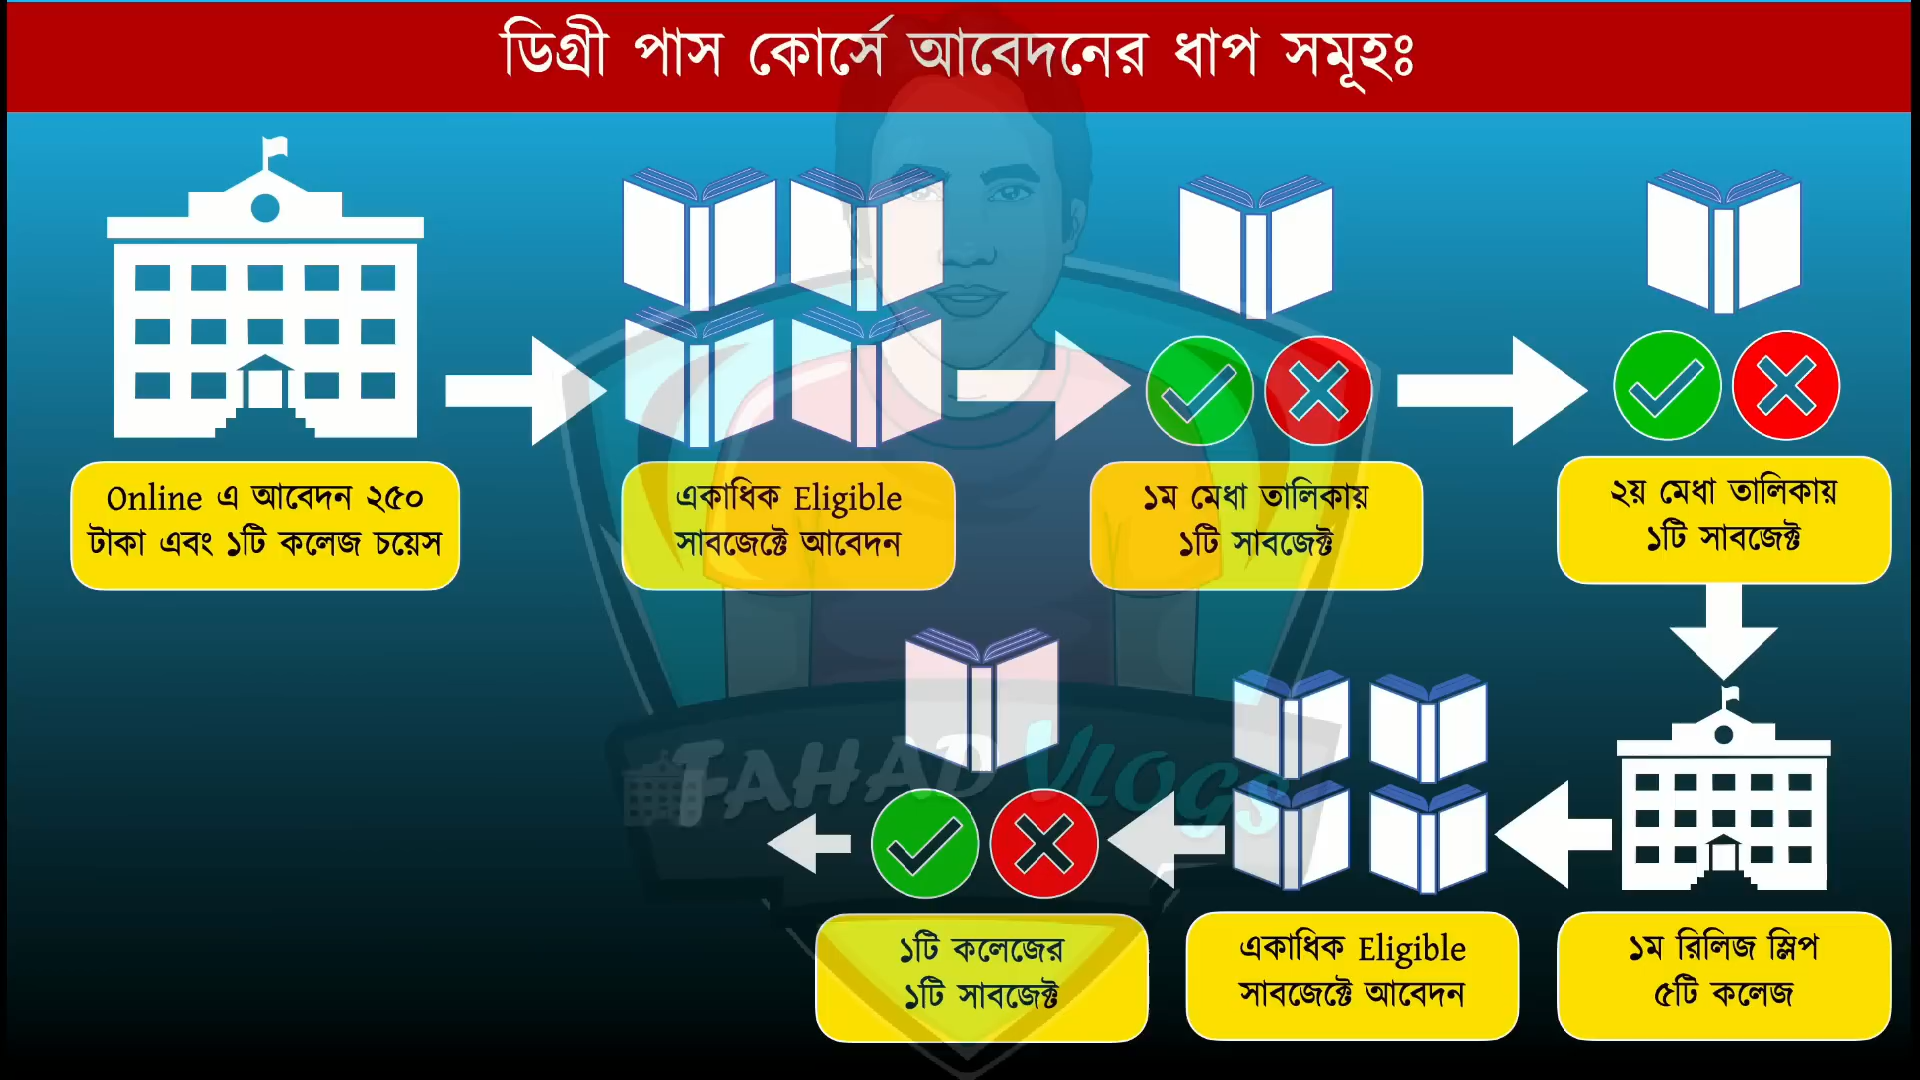 ডিগ্রী পাস কোর্সে আবেদনের ধাপ সমূহঃ
Online এ আবেদন ২৫০
টাকা এবং ১টি কলেজ চয়েস
একাধিক Eligible
সাবজেক্টে আবেদন
১ম মেধা তালিকায়
১টি সাবজেক্ট
২য় মেধা তালিকায়
১টি সাবজেক্ট
১ম রিলিজ স্লিপ
৫টি কলেজ
একাধিক Eligible
সাবজেক্টে আবেদন
১টি কলেজের
১টি সাবজেক্ট
FAHAD VLOGS